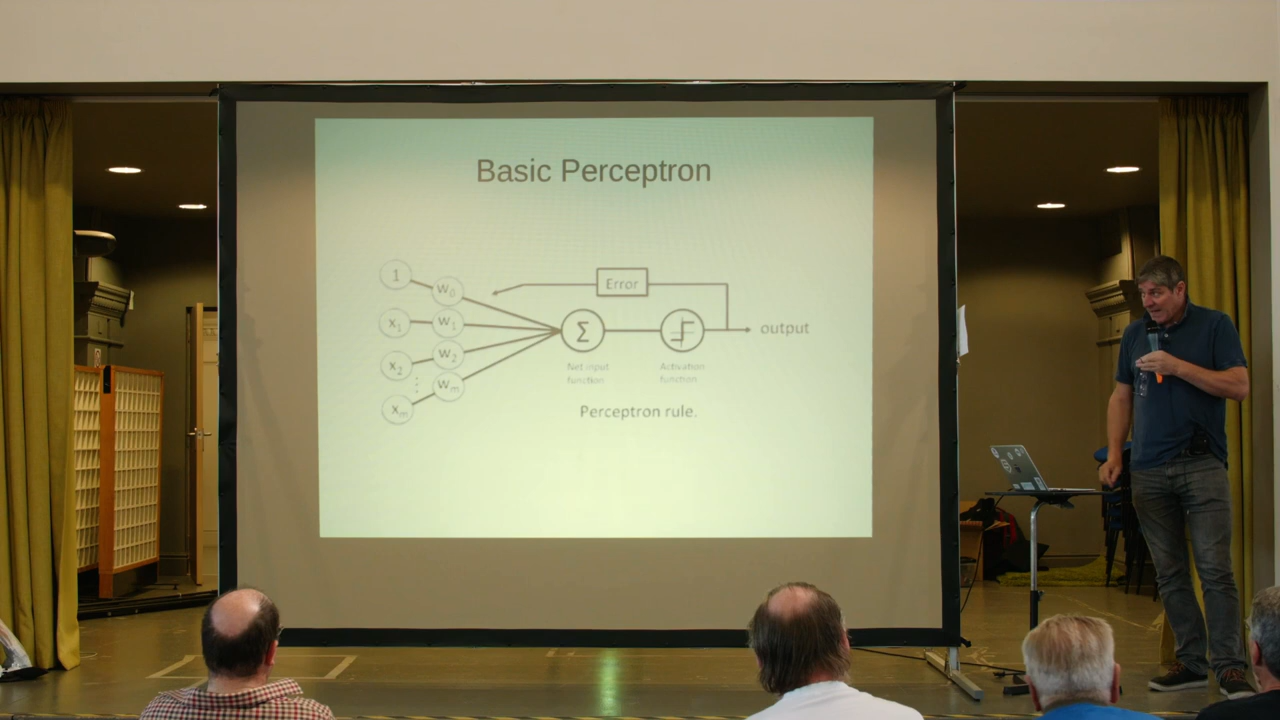 Basic Perceptron
1
w₀
Error
x₁
w₁
Σ
output
x₂
w₂
Net input
function
Activation
function
⋮
wₘ
xₘ
Perceptron rule.